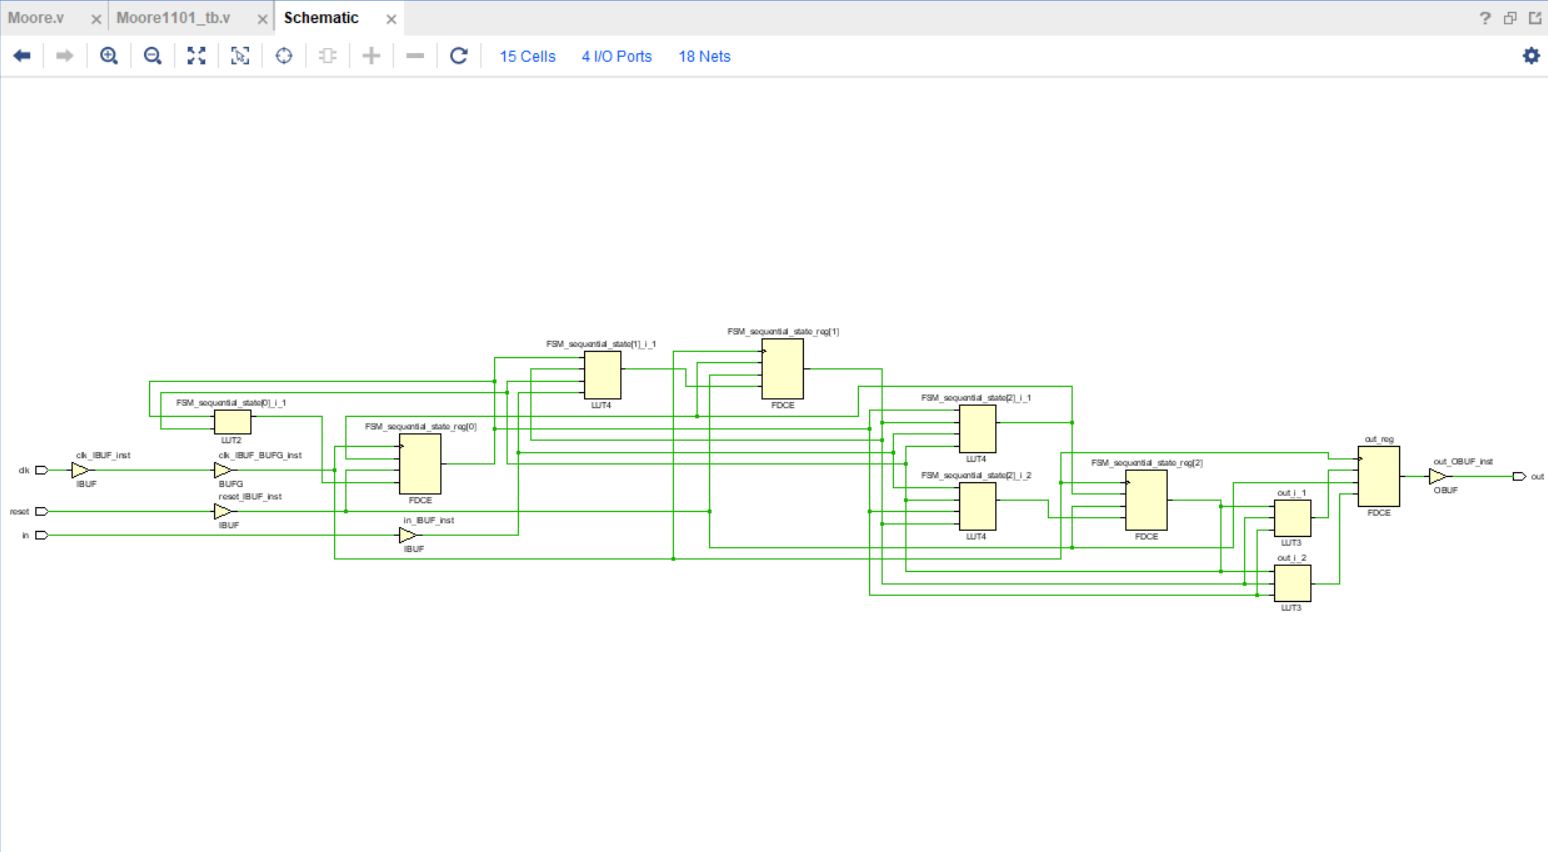 Moore.v
Moore1101_tb.v
Schematic
?
15 Cells
4 I/O Ports
18 Nets
FSM_sequential_state_reg[1]
FSM_sequential_state[1]_i_1
LUT4
FDCE
FSM_sequential_state[0]_i_1
LUT2
FSM_sequential_state_reg[0]
FDCE
FSM_sequential_state[2]_i_1
LUT4
FSM_sequential_state[2]_i_2
LUT4
FSM_sequential_state_reg[2]
FDCE
out_reg
FDCE
out_OBUF_inst
OBUF
out
clk
clk_IBUF_inst
IBUF
clk_IBUF_BUFG_inst
BUFG
reset
reset_IBUF_inst
IBUF
in
in_IBUF_inst
IBUF
out_i_1
LUT3
out_i_2
LUT3